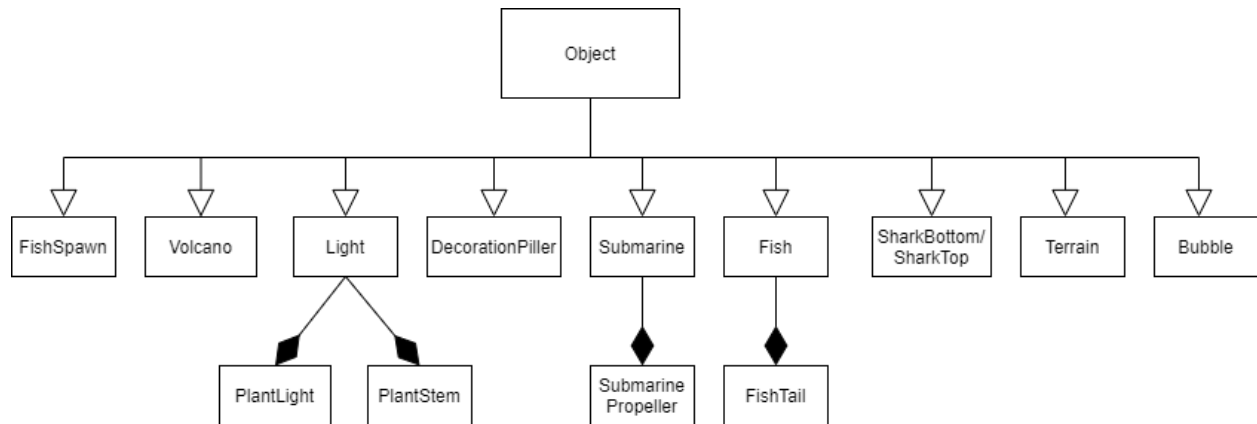 Object
FishSpawn
Volcano
Light
DecorationPiller
Submarine
Fish
SharkBottom/
SharkTop
Terrain
Bubble
PlantLight
PlantStem
Submarine
Propeller
FishTail